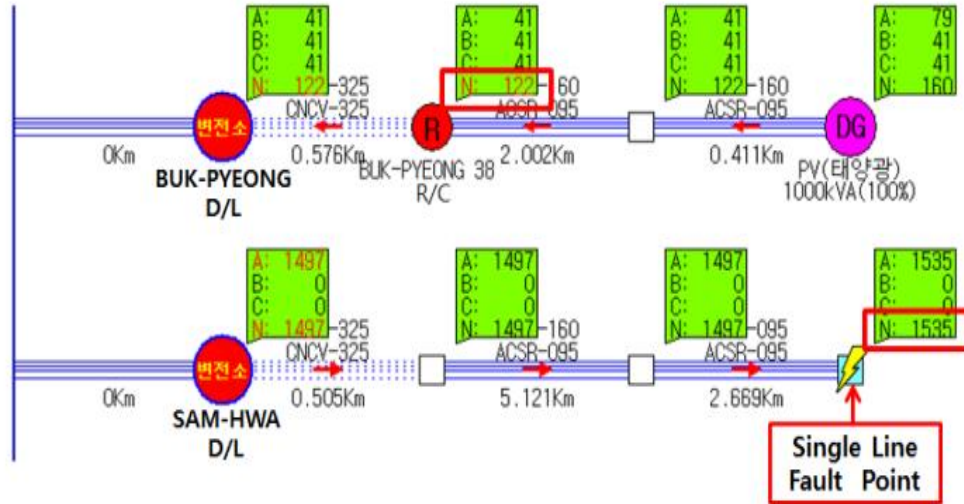 A: 41
B: 41
C: 41
N: 122-325
CNCV-325
A: 41
B: 41
C: 41
N: 122-160
ACSR-095
A: 41
B: 41
C: 41
N: 122-160
ACSR-095
A: 79
B: 41
C: 41
N: 160
변전소
R
DG
0Km
0.576Km
2.002Km
0.411Km
BUK-PYEONG
D/L
BUK-PYEONG 38
R/C
PV(태양광)
1000kVA(100%)
A: 1497
B: 0
C: 0
N: 1497-325
CNCV-325
A: 1497
B: 0
C: 0
N: 1497-160
ACSR-095
A: 1497
B: 0
C: 0
N: 1497-095
ACSR-095
A: 1535
B: 0
C: 0
N: 1535
변전소
0Km
0.505Km
5.121Km
2.669Km
SAM-HWA
D/L
Single Line
Fault Point